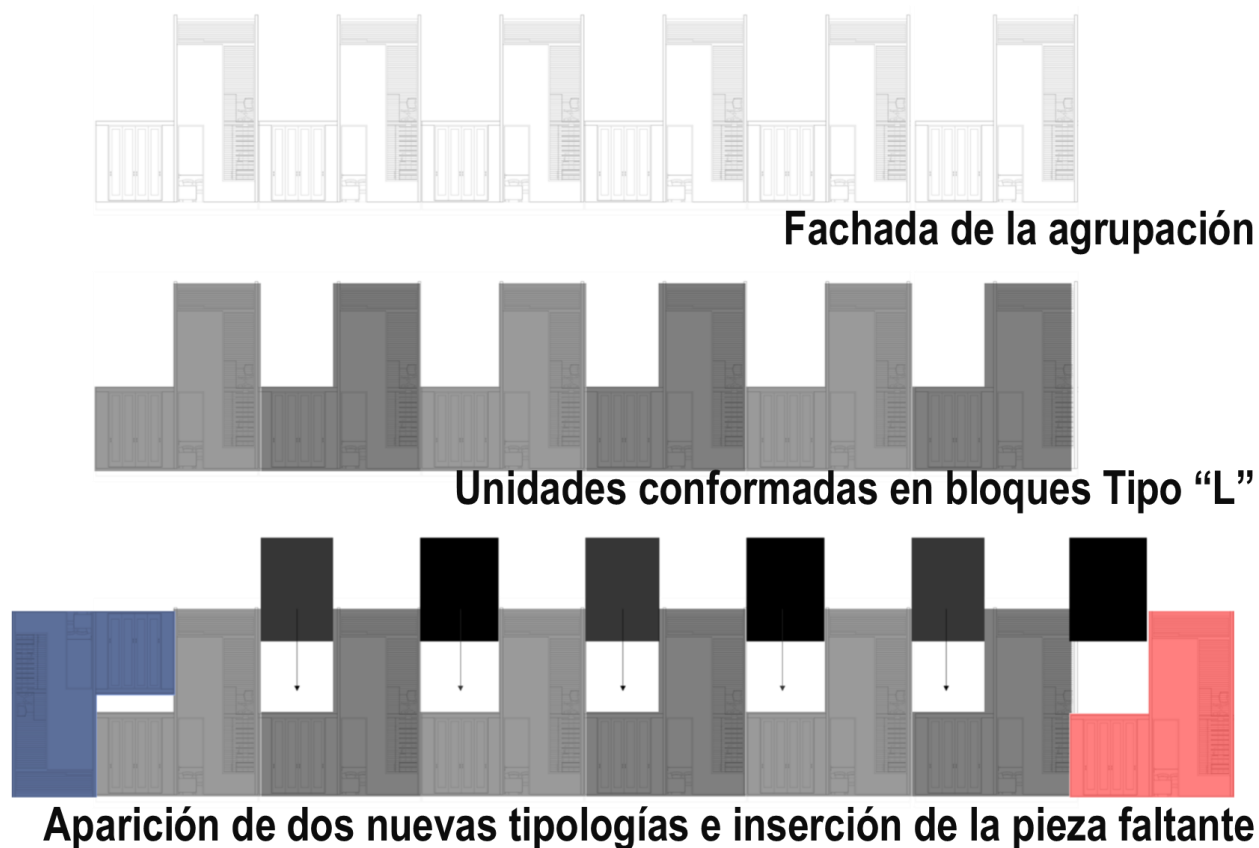 Fachada de la agrupación
Unidades conformadas en bloques Tipo “L”
Aparición de dos nuevas tipologías e inserción de la pieza faltante